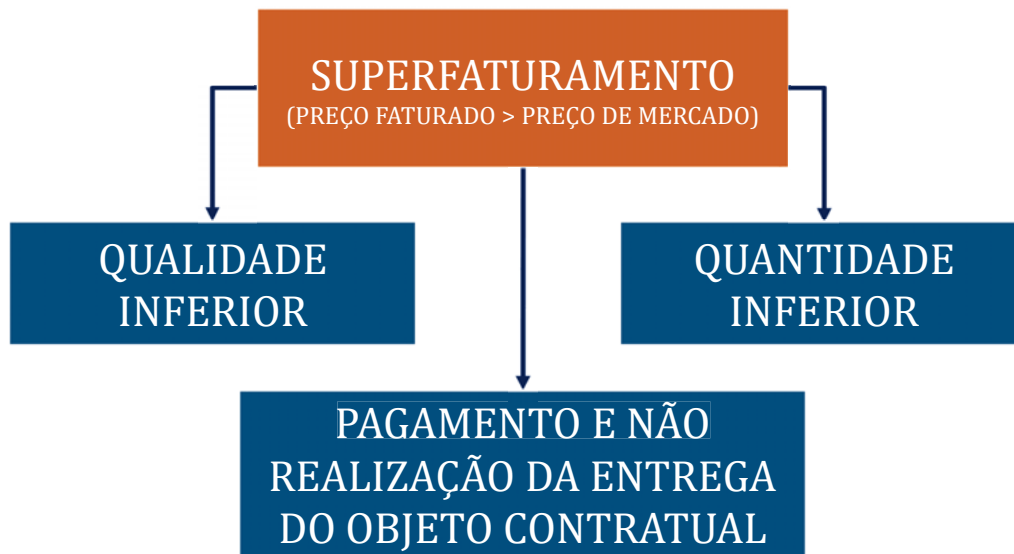 SUPERFATURAMENTO
(PREÇO FATURADO > PREÇO DE MERCADO)
QUALIDADE
INFERIOR
QUANTIDADE
INFERIOR
PAGAMENTO E NÃO
REALIZAÇÃO DA ENTREGA
DO OBJETO CONTRATUAL